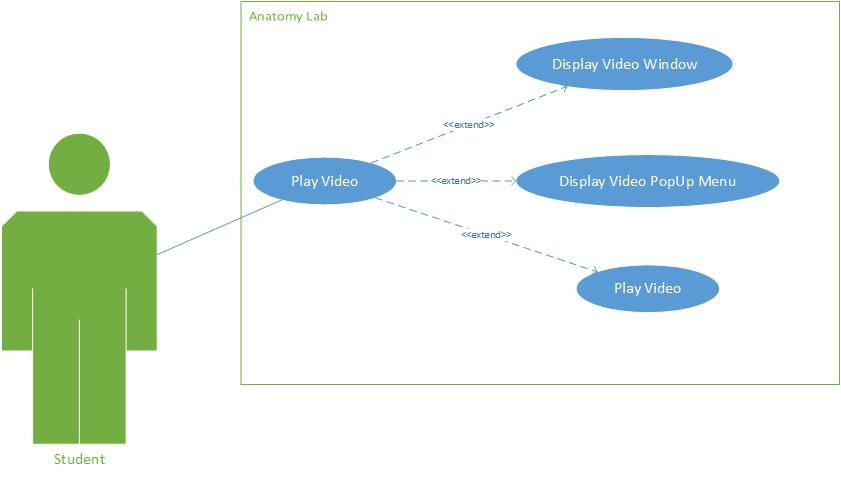 Anatomy Lab
Display Video Window
<<extend>>
Play Video
<<extend>>
Display Video PopUp Menu
<<extend>>
Play Video
Student